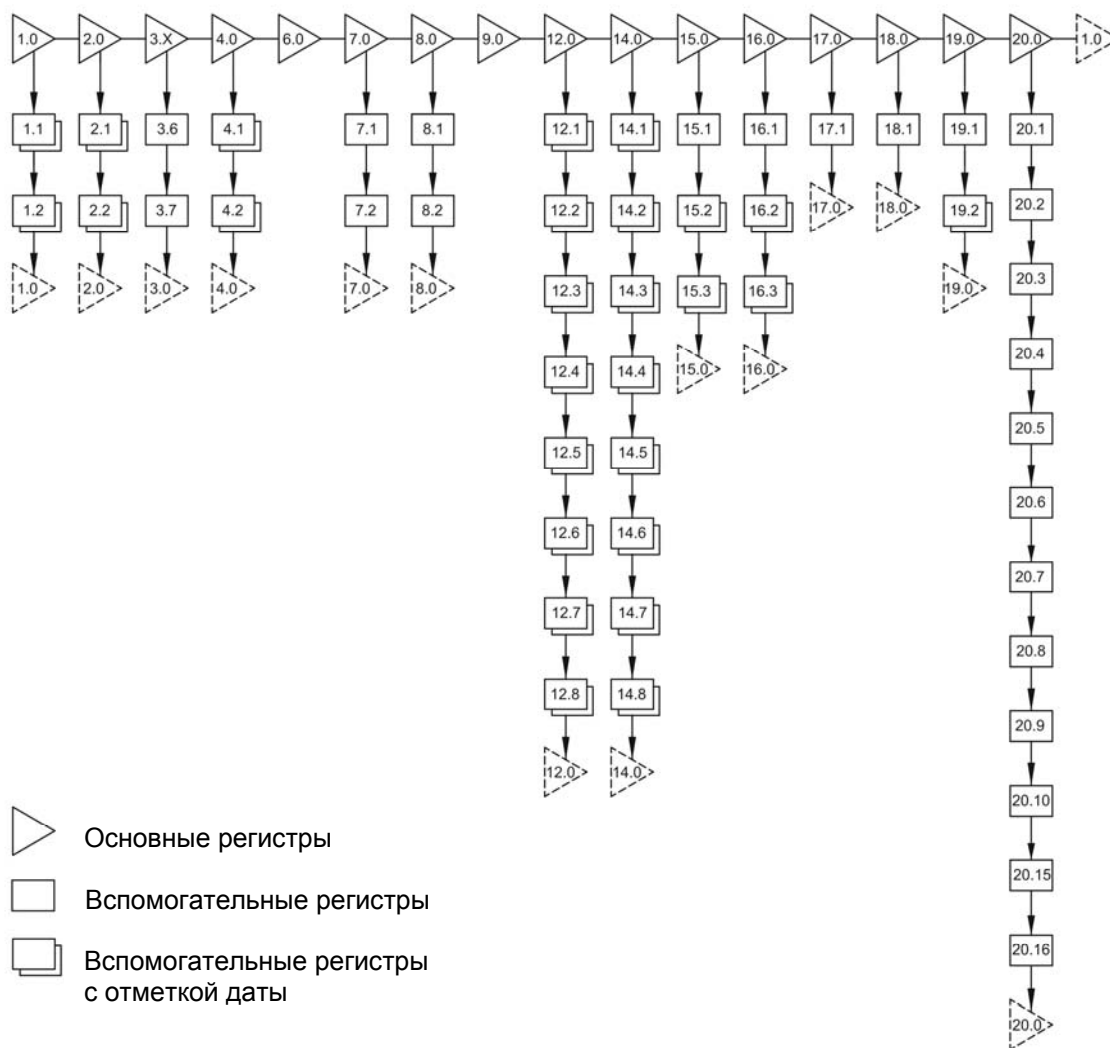 1.0 2.0 3.X 4.0 6.0 7.0 8.0 9.0 12.0 14.0 15.0 16.0 17.0 18.0 19.0 20.0 1.0
1.1 2.1 3.6 4.1 7.1 8.1 12.1 14.1 15.1 16.1 17.1 18.1 19.1 20.1
1.2 2.2 3.7 4.2 7.2 8.2 12.2 14.2 15.2 16.2 17.0 18.0 19.2 20.2
1.0 2.0 3.0 4.0 7.0 8.0 12.3 14.3 15.3 16.3 19.0 20.3
12.4 14.4 15.0 16.0 20.4
12.5 14.5 20.5
12.6 14.6 20.6
12.7 14.7 20.7
12.8 14.8 20.8
12.0 14.0 20.9
20.10
20.15
20.16
20.0
Основные регистры
Вспомогательные регистры
Вспомогательные регистры
с отметкой даты